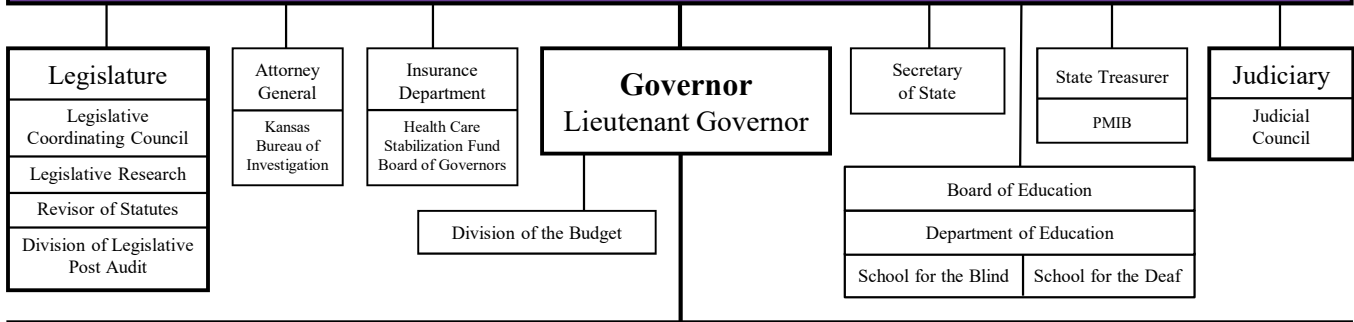 Legislature
Legislative
Coordinating Council
Legislative Research
Revisor of Statutes
Division of Legislative
Post Audit
Attorney
General
Kansas
Bureau of
Investigation
Insurance
Department
Health Care
Stabilization Fund
Board of Governors
Governor
Lieutenant Governor
Division of the Budget
Secretary
of State
State Treasurer
PMIB
Judiciary
Judicial
Council
Board of Education
Department of Education
School for the Blind
School for the Deaf